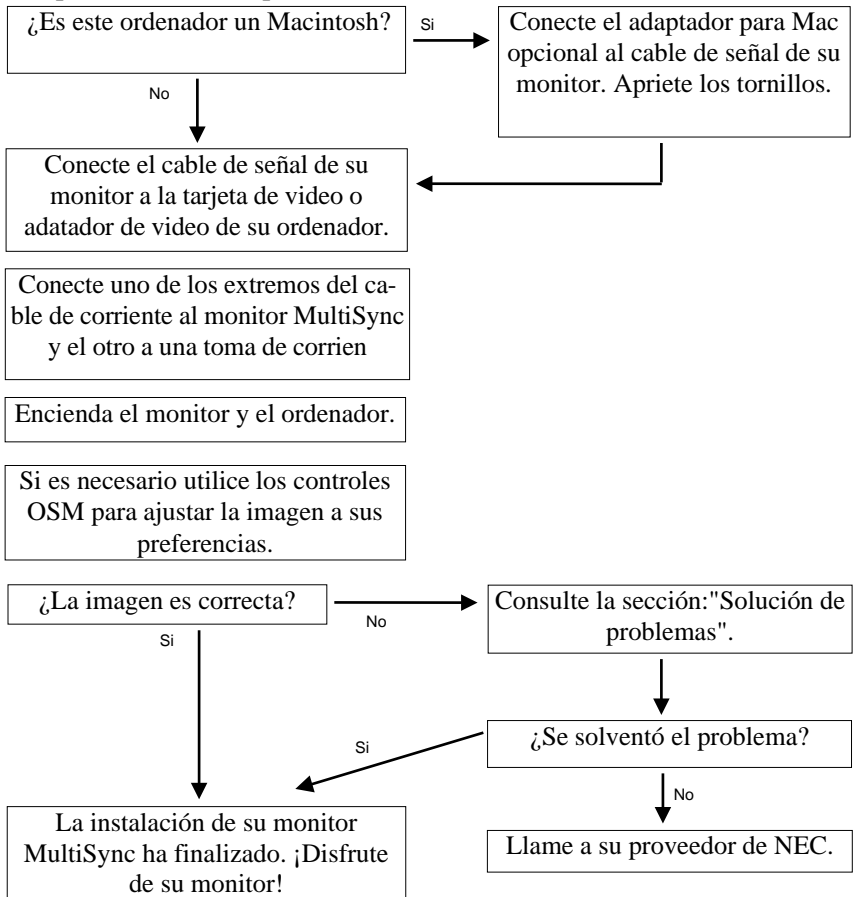 ¿Es este ordenador un Macintosh?
Si
Conecte el adaptador para Mac
opcional al cable de señal de su
monitor. Apriete los tornillos.
No
Conecte el cable de señal de su
monitor a la tarjeta de video o
adatador de video de su ordenador.
Conecte uno de los extremos del ca-
ble de corriente al monitor MultiSync
y el otro a una toma de corrien
Encienda el monitor y el ordenador.
Si es necesario utilice los controles
OSM para ajustar la imagen a sus
preferencias.
¿La imagen es correcta?
No
Consulte la sección:"Solución de
problemas".
Si
¿Se solventó el problema?
Si
No
La instalación de su monitor
MultiSync ha finalizado. ¡Disfrute
de su monitor!
Llame a su proveedor de NEC.